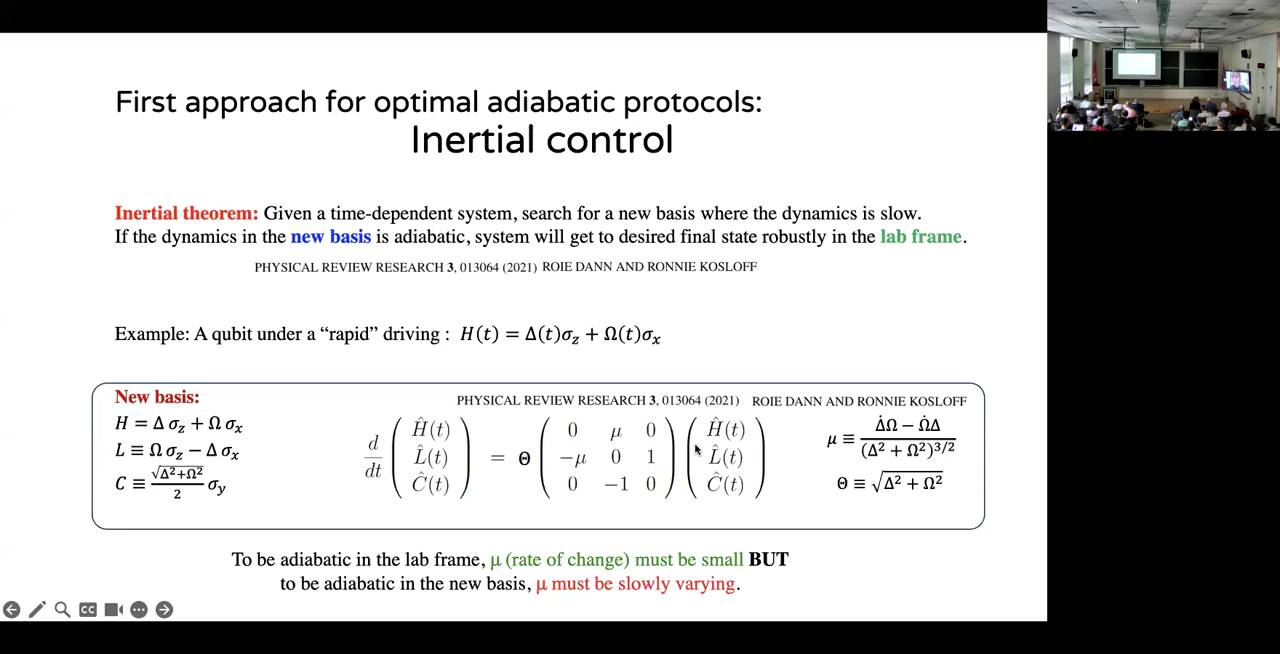 First approach for optimal adiabatic protocols:
Inertial control
Inertial theorem: Given a time-dependent system, search for a new basis where the dynamics is slow.
If the dynamics in the new basis is adiabatic, system will get to desired final state robustly in the lab frame.
PHYSICAL REVIEW RESEARCH 3, 013064 (2021) ROIE DANN AND RONNIE KOSLOFF
Example: A qubit under a “rapid” driving : H(t) = Δ(t)σ_z + Ω(t)σ_x
New basis:
PHYSICAL REVIEW RESEARCH 3, 013064 (2021) ROIE DANN AND RONNIE KOSLOFF
H = Δ σ_z + Ω σ_x
L ≡ Ω σ_z − Δ σ_x
C ≡ √(Δ²+Ω²)/2 σ_y
d/dt ( Ĥ(t) L̂(t) Ĉ(t) ) = Θ ( 0 μ 0
−μ 0 1
0 −1 0 ) ( Ĥ(t) L̂(t) Ĉ(t) )
μ ≡ (Δ̇Ω − Ω̇Δ)/(Δ² + Ω²)^{3/2}
Θ ≡ √(Δ² + Ω²)
To be adiabatic in the lab frame, μ (rate of change) must be small BUT
to be adiabatic in the new basis, μ must be slowly varying.
CC